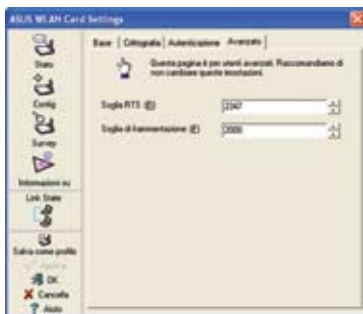 ASUS WLAN Card Settings
Stato
Config
Survey
Informazioni su
Link State
Salva come profilo
Applica
OK
Cancella
Aiuto
Base
Crittografia
Autenticazione
Avanzato
Questa pagina è per utenti avanzati. Raccomandiamo di
non cambiare queste impostazioni.
Soglia RTS (R)
2347
Soglia di frammentazione (F)